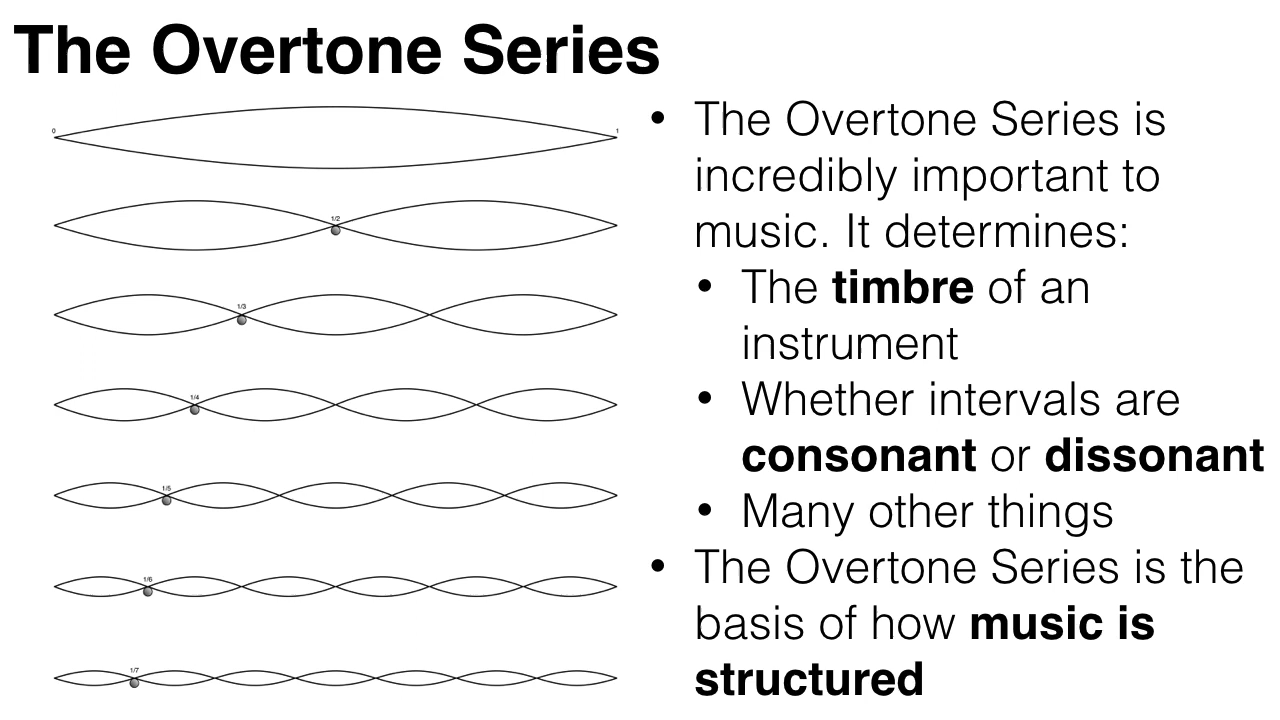 The Overtone Series
0
1
1/2
1/3
1/4
1/5
1/6
1/7
• The Overtone Series is
incredibly important to
music. It determines:
• The timbre of an
instrument
• Whether intervals are
consonant or dissonant
• Many other things
• The Overtone Series is the
basis of how music is
structured